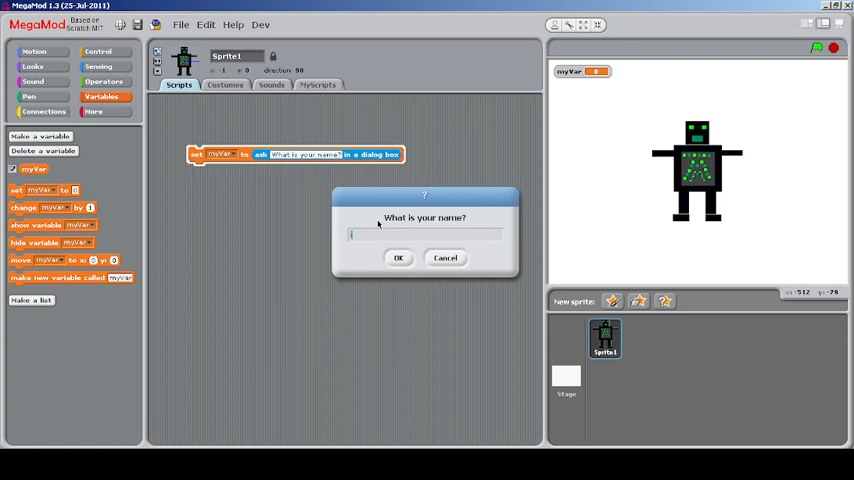 MegaMod 1.3 (25-Jul-2011)
MegaMod Based on Scratch MIT
File Edit Help Dev
Motion Control
Looks Sensing
Sound Operators
Pen Variables
Connections More
Make a variable
Delete a variable
myVar
set myVar to 0
change myVar by 1
show variable myVar
hide variable myVar
move myVar to x: 0 y: 0
make new variable called myVar
Make a list
Sprite1
x: -1 y: 0 direction: 90
Scripts Costumes Sounds MyScripts
set myVar to ask What is your name? in a dialog box
?
What is your name?
OK Cancel
myVar 0
x:-512 y:-79
New sprite:
Sprite1
Stage